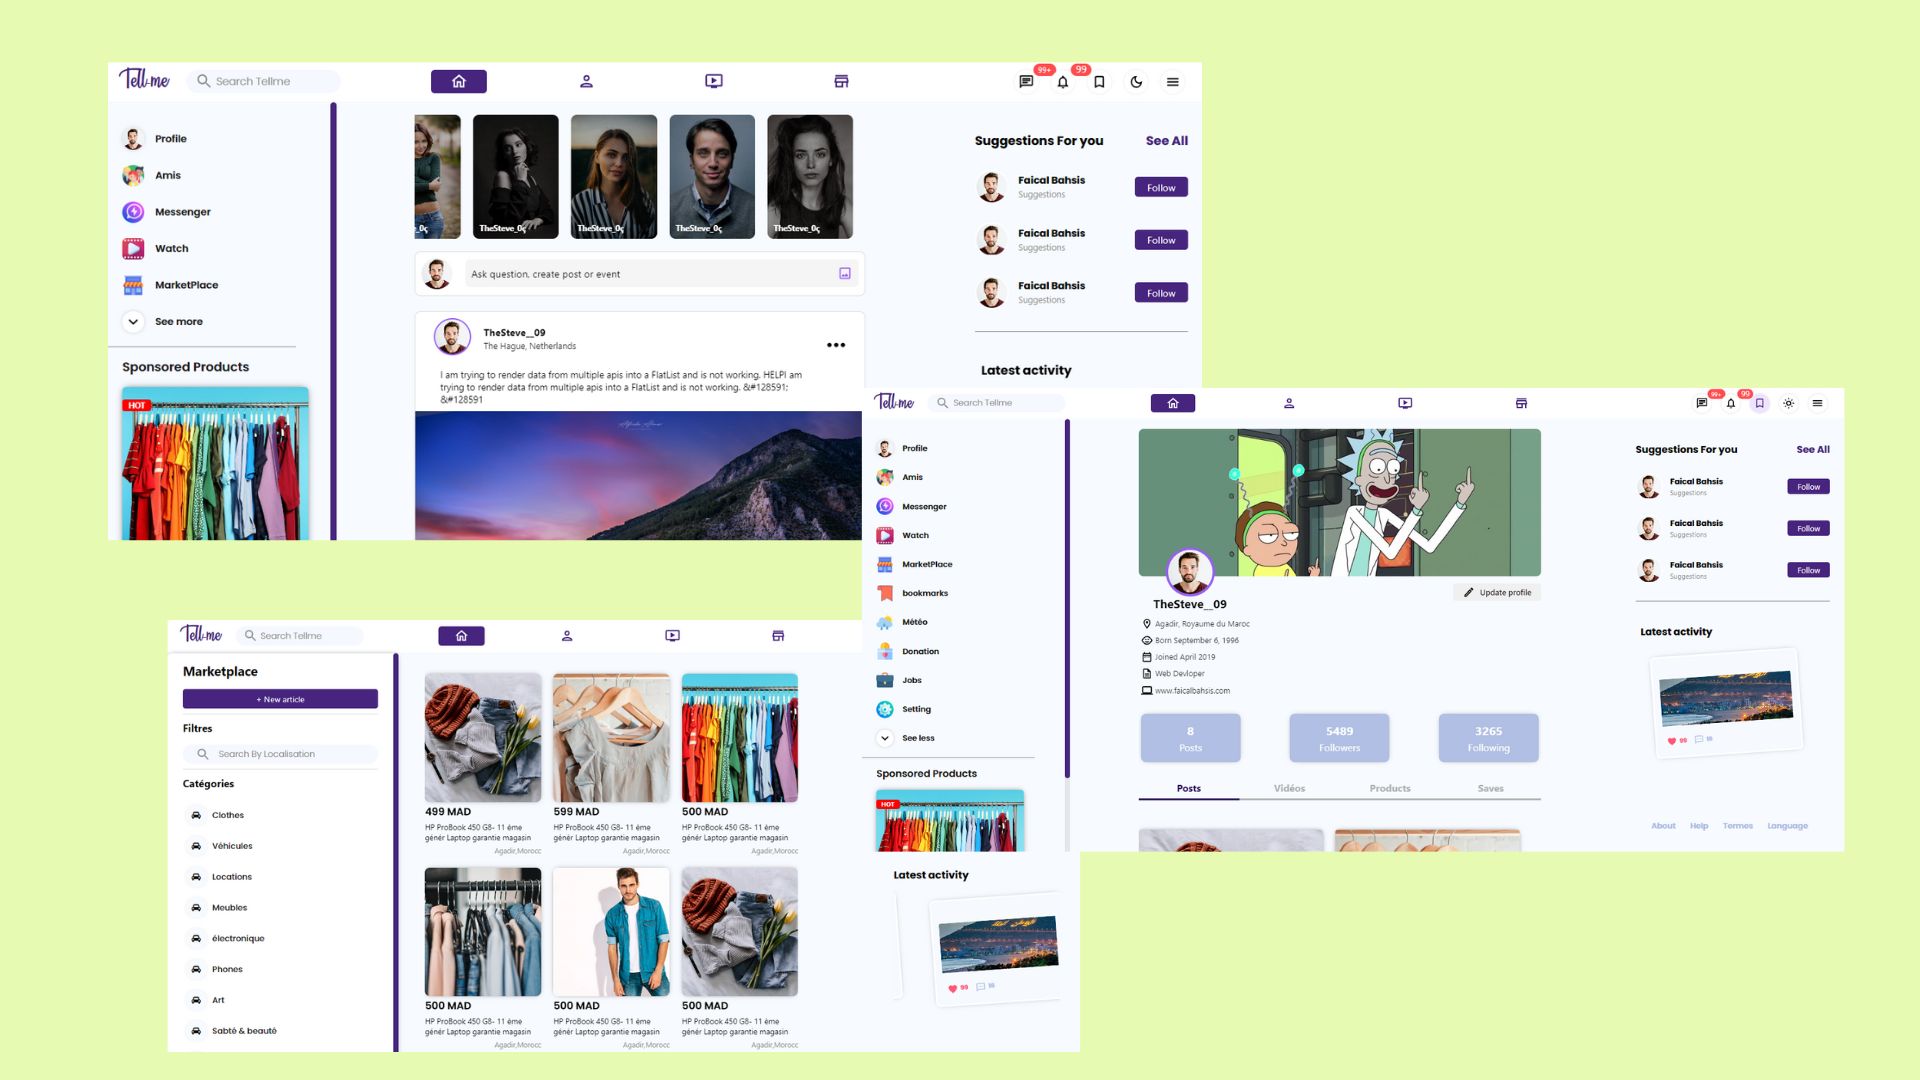 Tell me
Search Tellme
99+
99
Profile
Amis
Messenger
Watch
MarketPlace
See more
Sponsored Products
HOT
_0ς
TheSteve_0ς
TheSteve_0ς
TheSteve_0ς
TheSteve_0ς
Ask question, create post or event
TheSteve__09
The Hague, Netherlands
I am trying to render data from multiple apis into a FlatList and is not working. HELPI am
trying to render data from multiple apis into a FlatList and is not working. &#128591;
&#128591
Suggestions For you
See All
Faical Bahsis
Suggestions
Follow
Faical Bahsis
Suggestions
Follow
Faical Bahsis
Suggestions
Follow
Latest activity
Tell me
Search Tellme
99+
99
Profile
Amis
Messenger
Watch
MarketPlace
bookmarks
Météo
Donation
Jobs
Setting
See less
Sponsored Products
HOT
Update profile
TheSteve__09
Agadir, Royaume du Maroc
Born September 6, 1996
Joined April 2019
Web Devloper
www.faicalbahsis.com
8
Posts
5489
Followers
3265
Following
Posts
Vidéos
Products
Saves
Suggestions For you
See All
Faical Bahsis
Suggestions
Follow
Faical Bahsis
Suggestions
Follow
Faical Bahsis
Suggestions
Follow
Latest activity
99
About
Help
Termes
Language
Tell me
Search Tellme
Marketplace
+ New article
Filtres
Search By Localisation
Catégories
Clothes
Véhicules
Locations
Meubles
électronique
Phones
Art
Sabté & beauté
499 MAD
HP ProBook 450 G8- 11 éme
génér Laptop garantie magasin
Agadir,Morocc
599 MAD
HP ProBook 450 G8- 11 éme
génér Laptop garantie magasin
Agadir,Morocc
500 MAD
HP ProBook 450 G8- 11 éme
génér Laptop garantie magasin
Agadir,Morocc
500 MAD
HP ProBook 450 G8- 11 éme
génér Laptop garantie magasin
Agadir,Morocc
500 MAD
HP ProBook 450 G8- 11 éme
génér Laptop garantie magasin
Agadir,Morocc
500 MAD
HP ProBook 450 G8- 11 éme
génér Laptop garantie magasin
Agadir,Morocc
Latest activity
99